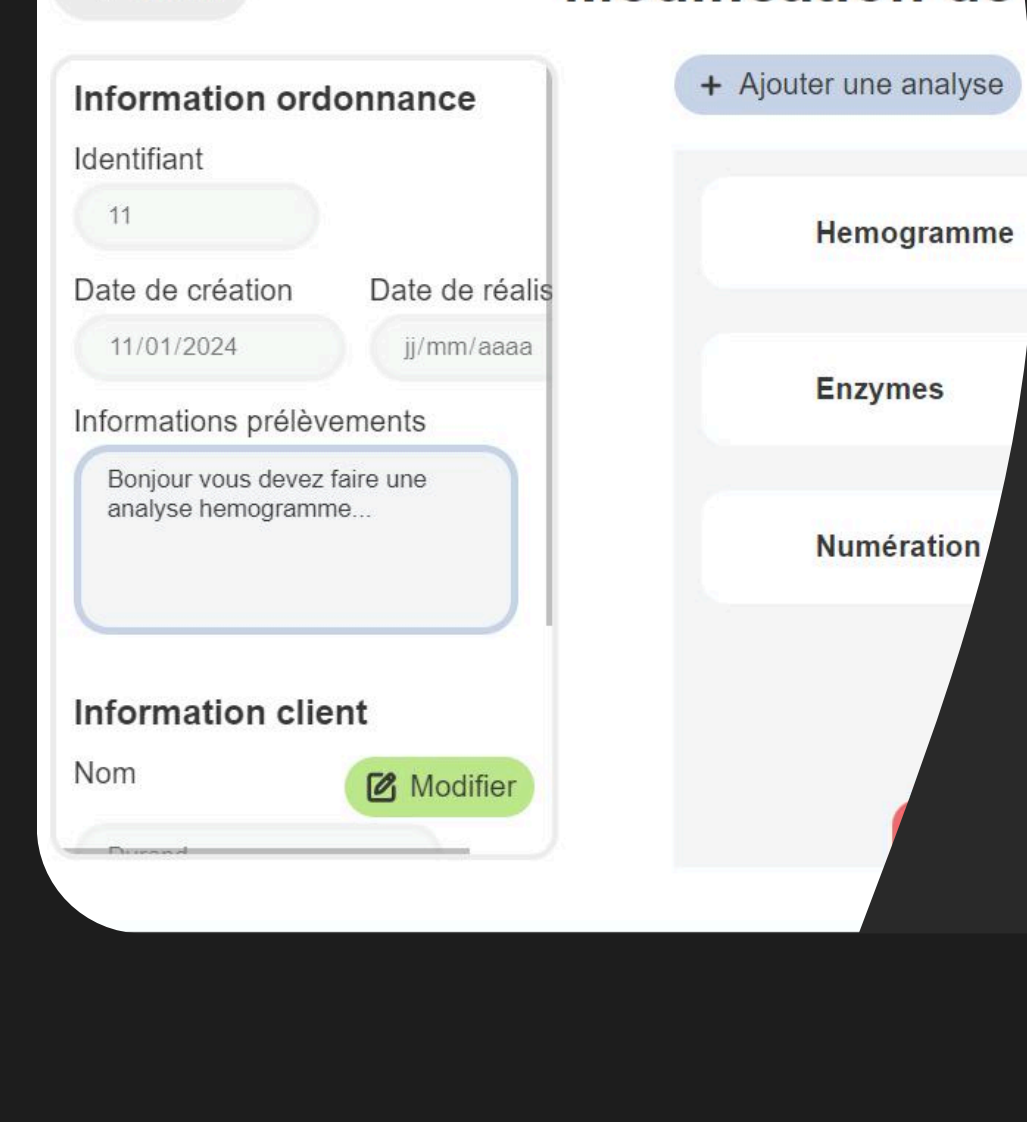 Information ordonnance
Identifiant
11
Date de création
Date de réalis
11/01/2024
jj/mm/aaaa
Informations prélèvements
Bonjour vous devez faire une
analyse hemogramme...
Information client
Nom
Modifier
+ Ajouter une analyse
Hemogramme
Enzymes
Numération